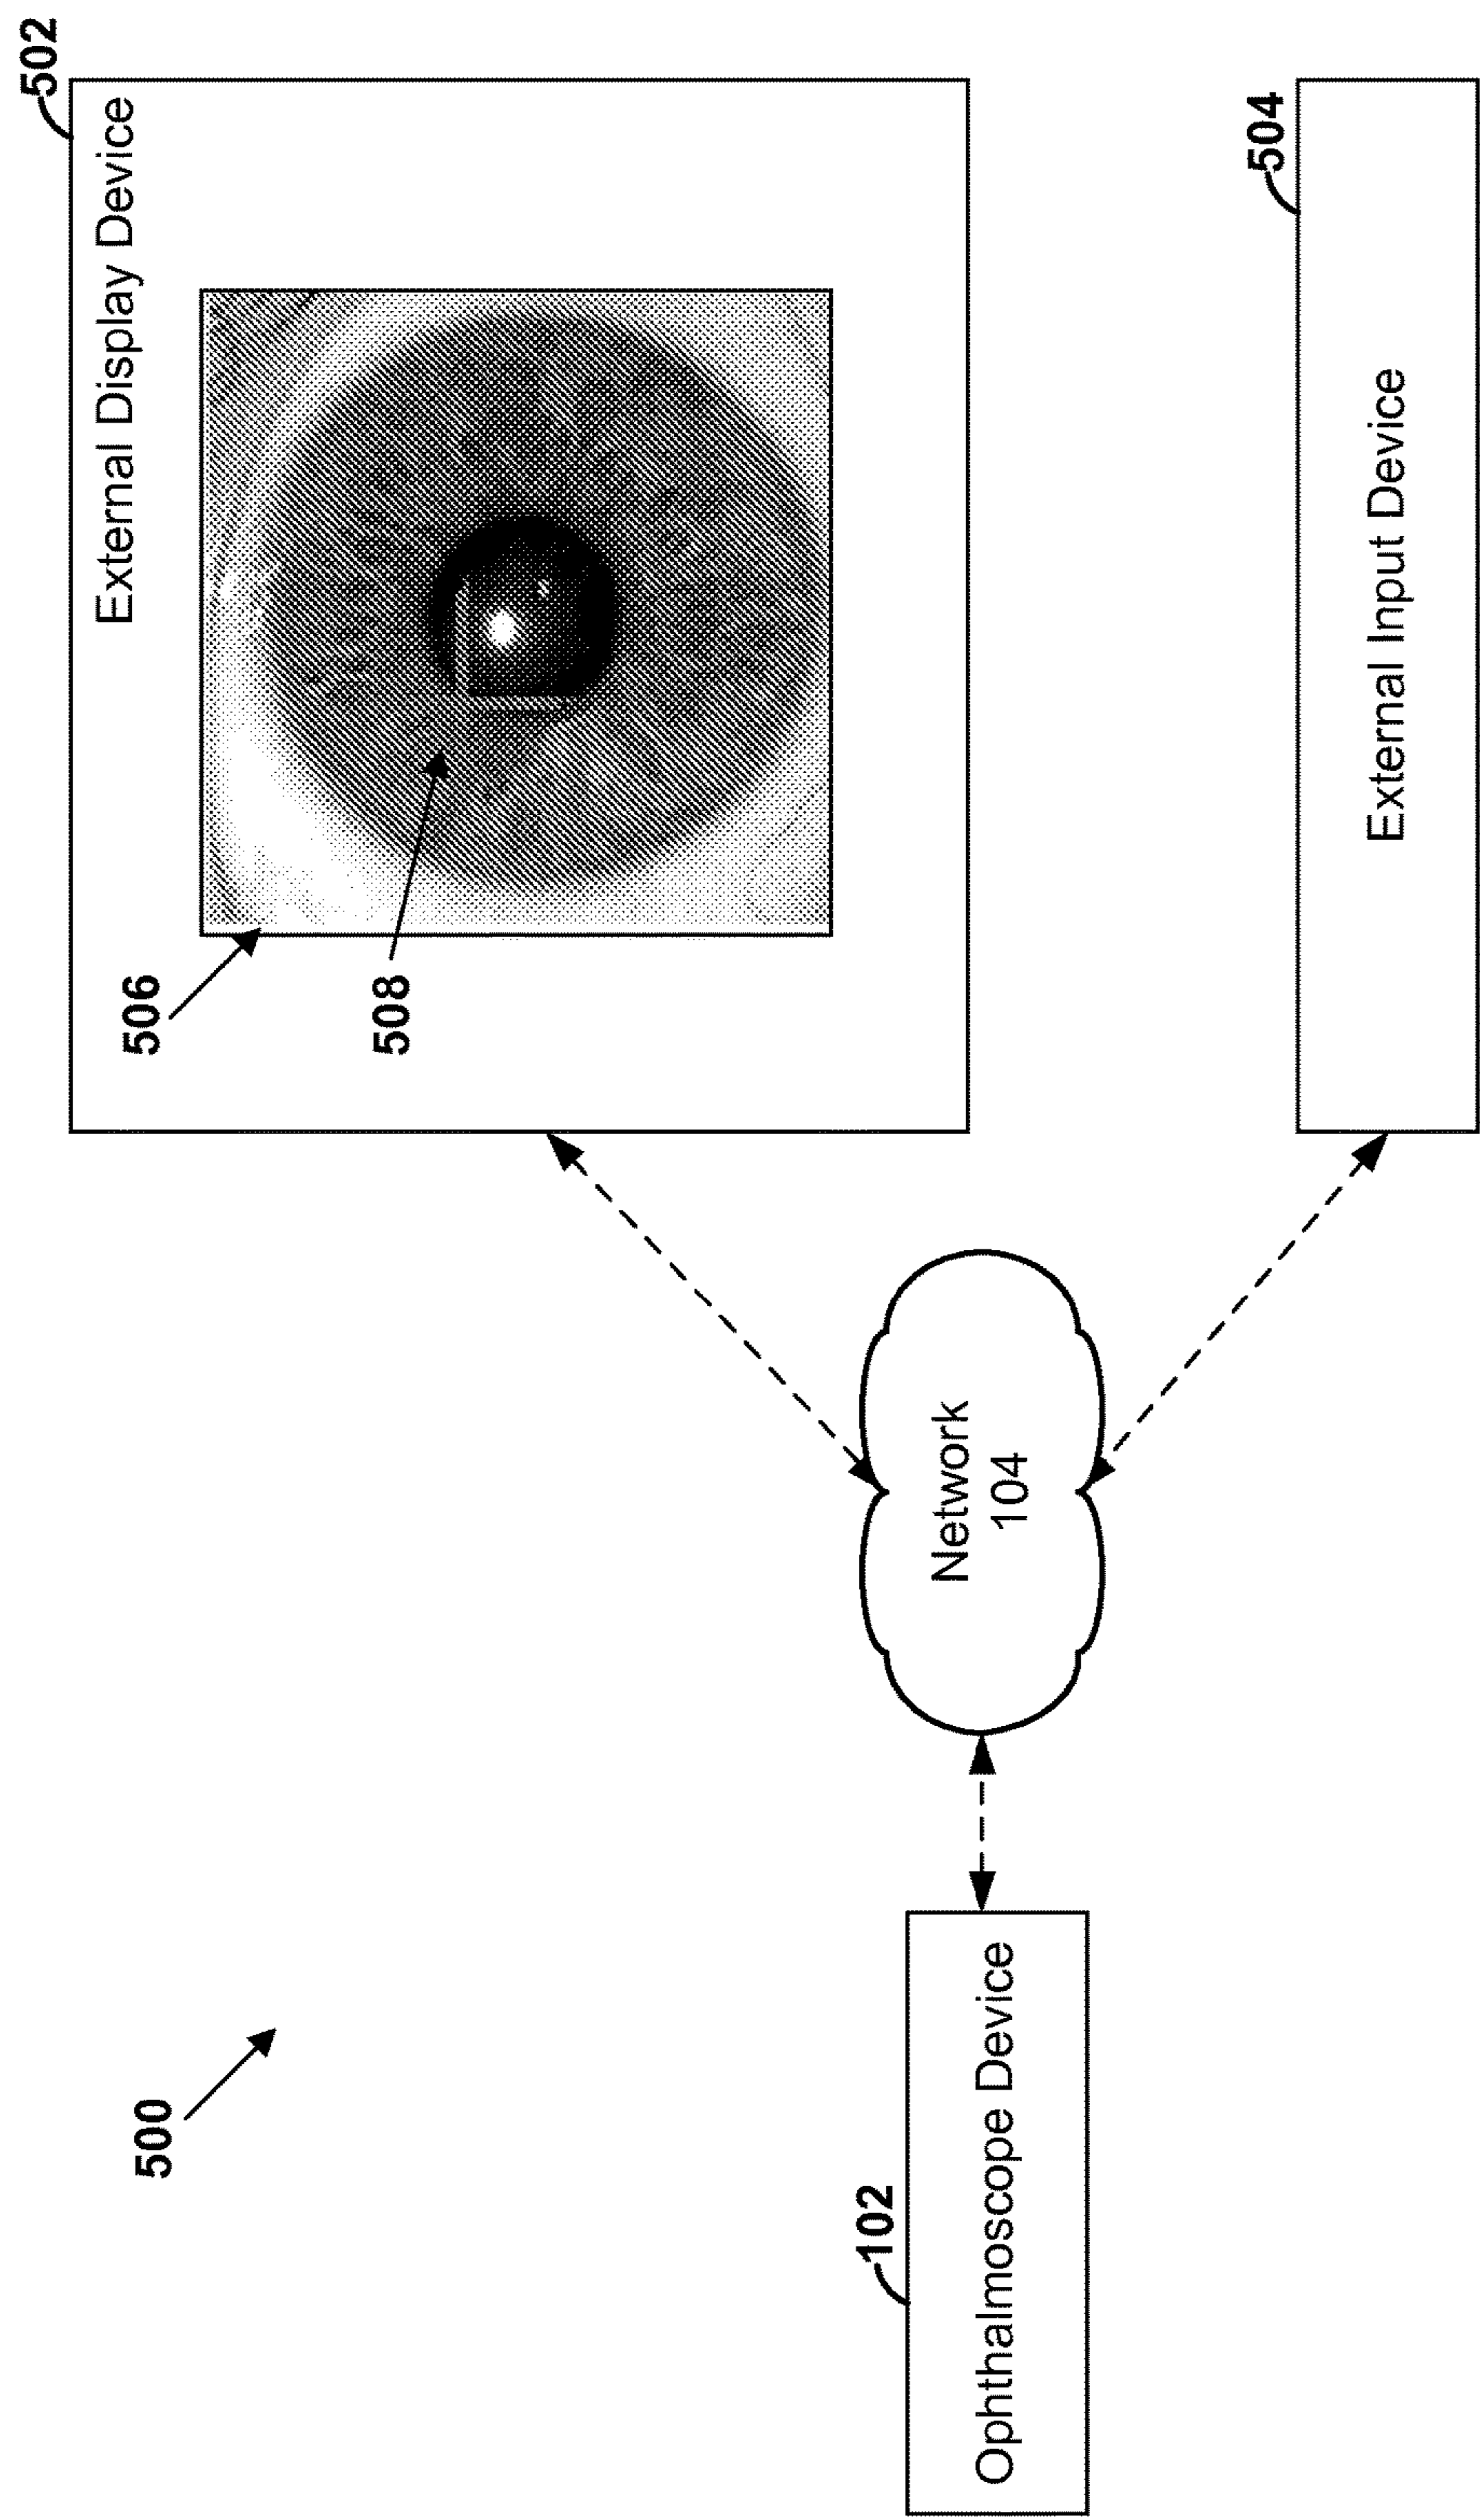 500
102
Ophthalmoscope Device
Network
104
502
External Display Device
506
508
504
External Input Device